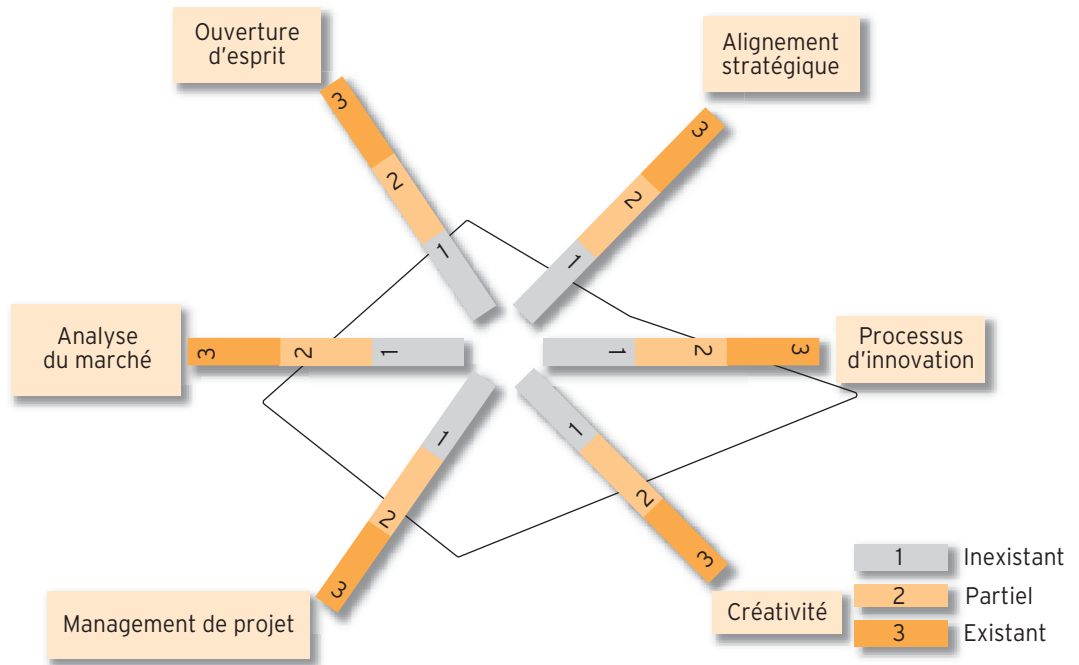 Ouverture
d'esprit
Alignement
stratégique
3
2
1
3
2
1
Analyse
du marché
3
2
1
1
2
3
Processus
d'innovation
1
2
3
1
2
3
Management de projet
Créativité
1 Inexistant
2 Partiel
3 Existant